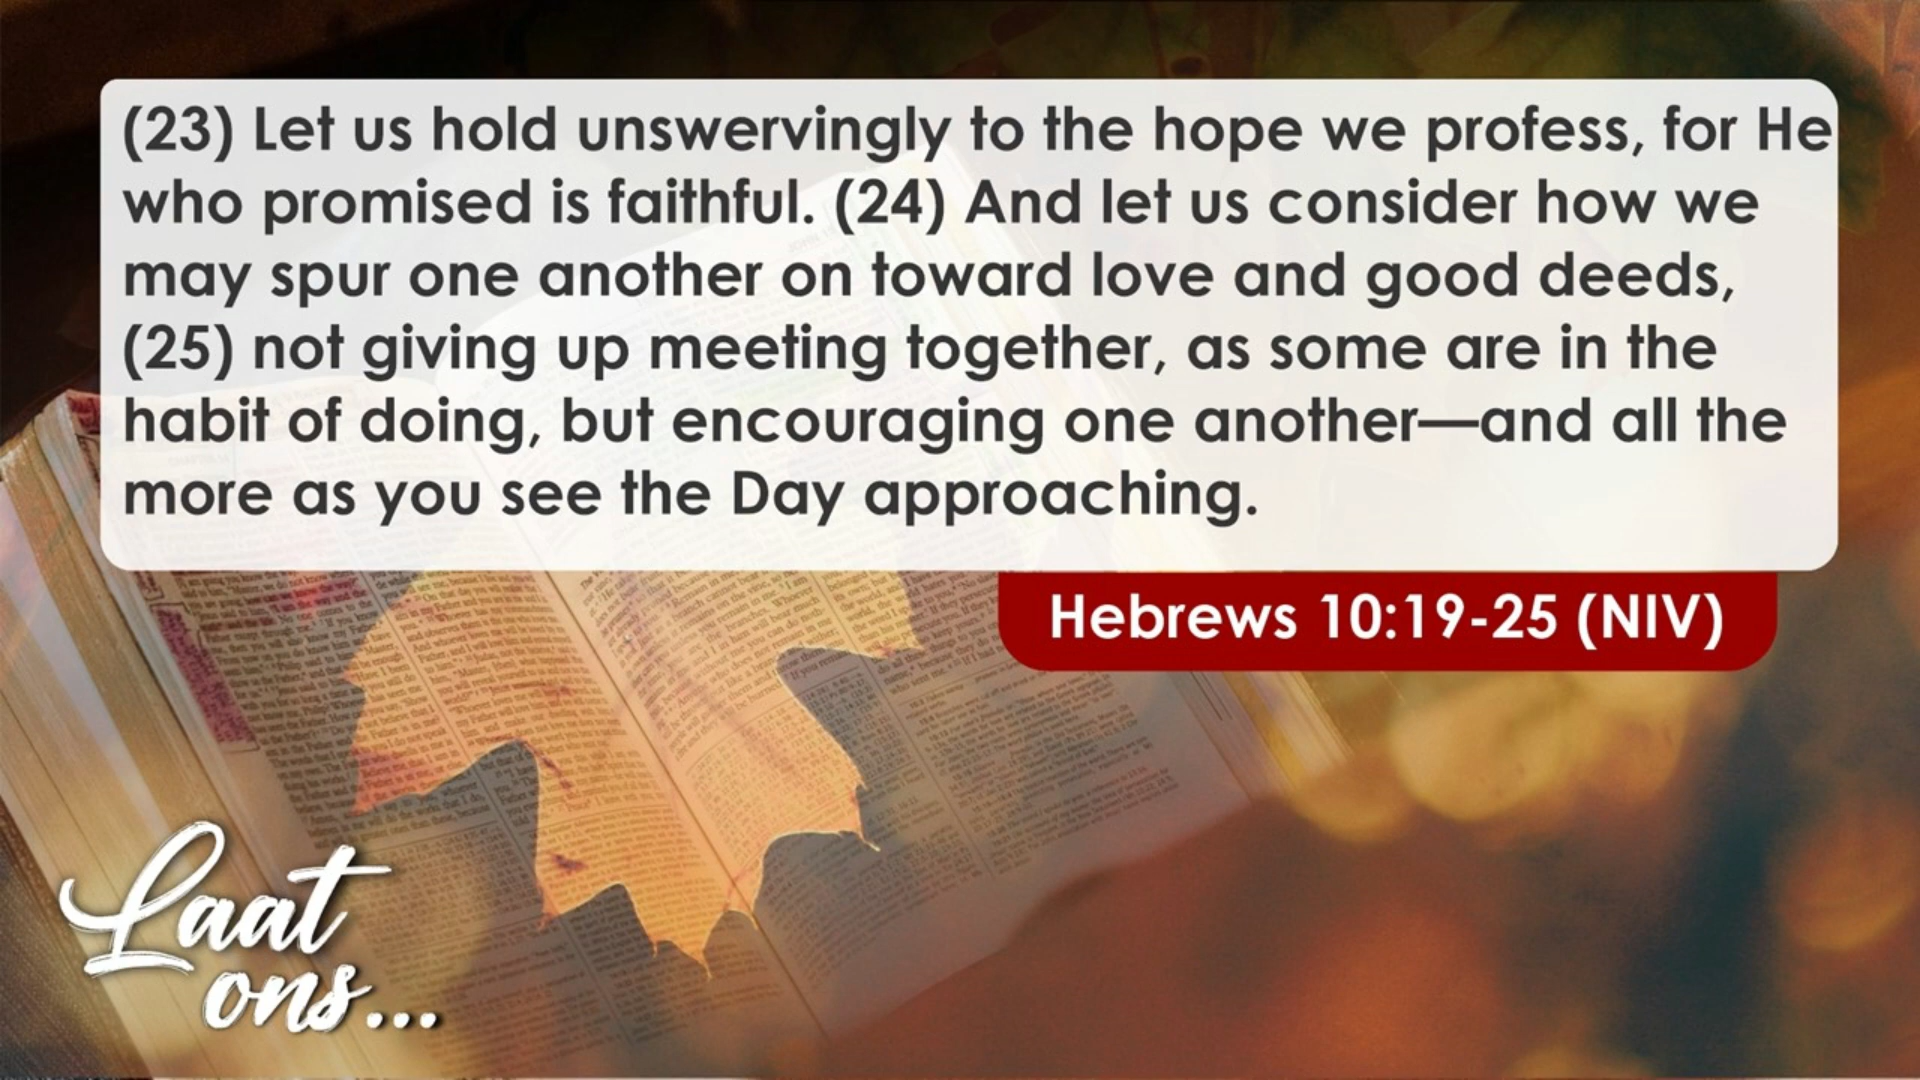 (23) Let us hold unswervingly to the hope we profess, for He
who promised is faithful. (24) And let us consider how we
may spur one another on toward love and good deeds,
(25) not giving up meeting together, as some are in the
habit of doing, but encouraging one another—and all the
more as you see the Day approaching.
Hebrews 10:19-25 (NIV)
Laat
ons...